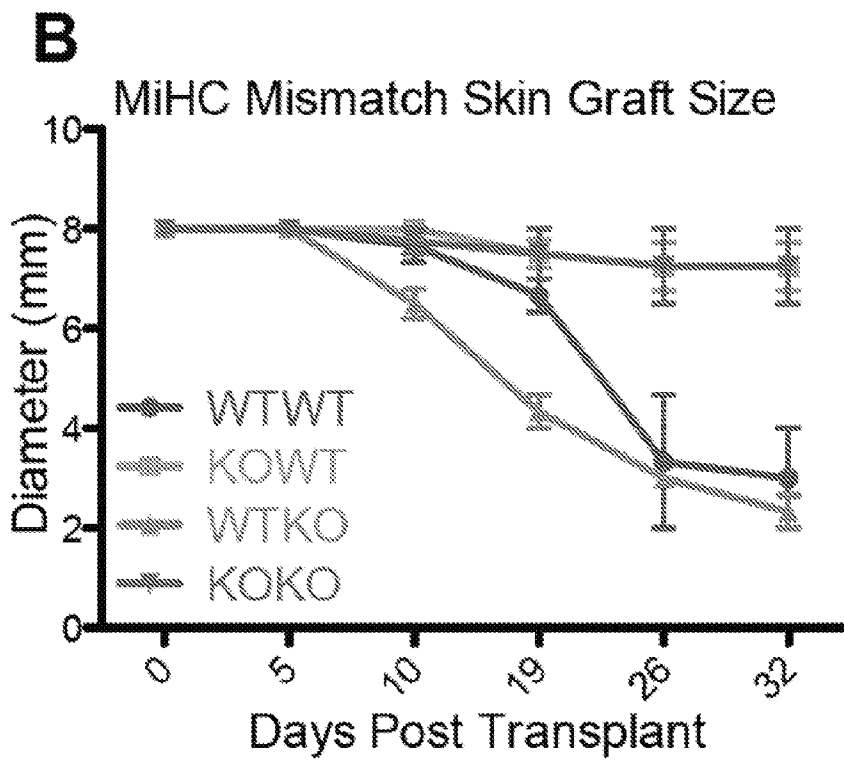 B
MiHC Mismatch Skin Graft Size
10
8
6
4
2
0
Diameter (mm)
WTWT
KOWT
WTKO
KOKO
0 5 10 19 26 32
Days Post Transplant